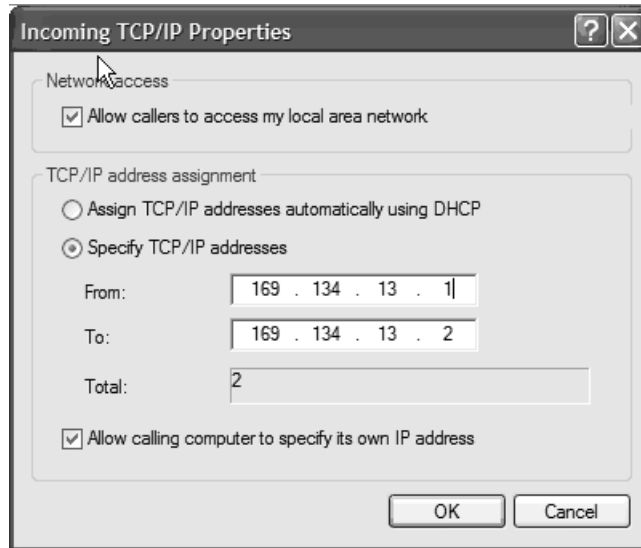 Incoming TCP/IP Properties
Network access
Allow callers to access my local area network
TCP/IP address assignment
Assign TCP/IP addresses automatically using DHCP
Specify TCP/IP addresses
From: 169 . 134 . 13 . 1
To: 169 . 134 . 13 . 2
Total: 2
Allow calling computer to specify its own IP address
OK Cancel